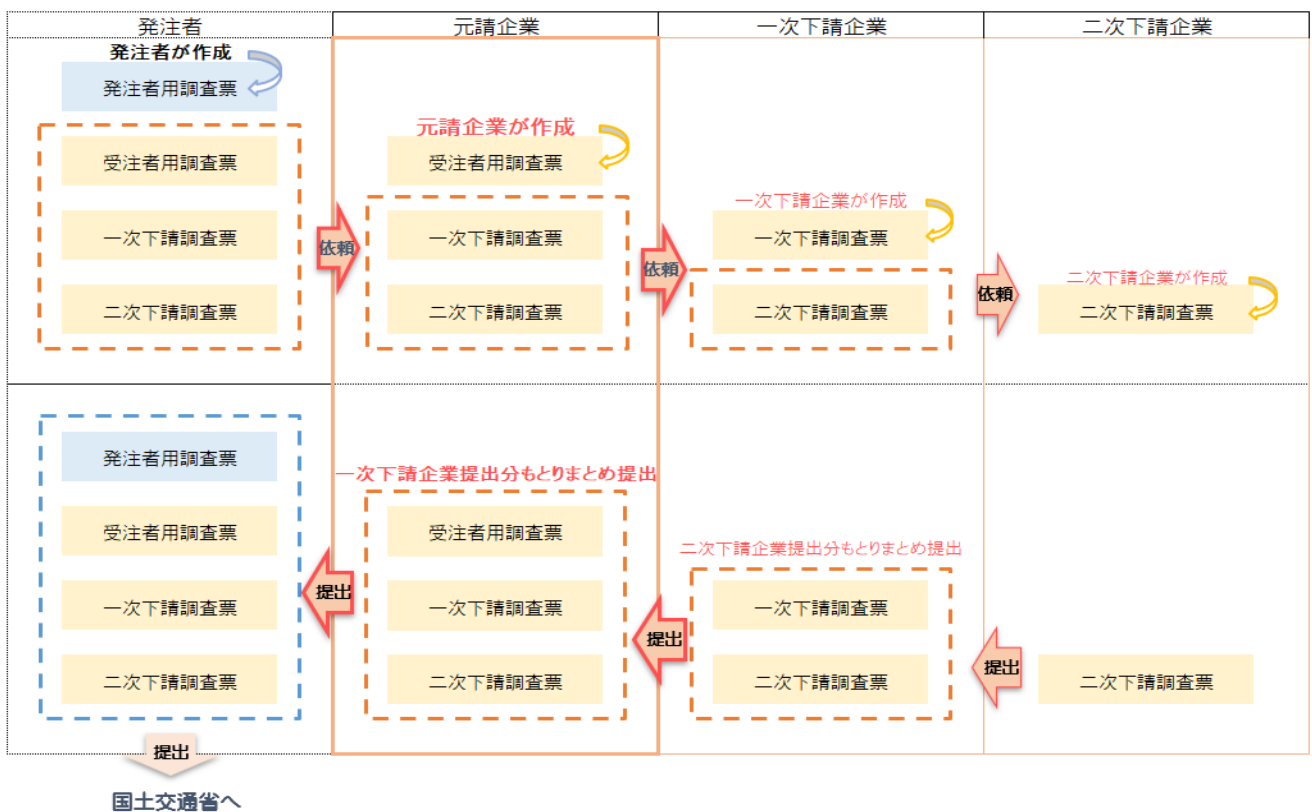 発注者
元請企業
一次下請企業
二次下請企業
発注者が作成
発注者用調査票
受注者用調査票
一次下請調査票
二次下請調査票
依頼
元請企業が作成
受注者用調査票
一次下請調査票
二次下請調査票
依頼
一次下請企業が作成
一次下請調査票
二次下請調査票
依頼
二次下請企業が作成
二次下請調査票
発注者用調査票
受注者用調査票
一次下請調査票
二次下請調査票
提出
一次下請企業提出分もとりまとめ提出
受注者用調査票
一次下請調査票
二次下請調査票
提出
二次下請企業提出分もとりまとめ提出
一次下請調査票
二次下請調査票
提出
二次下請調査票
提出
国土交通省へ